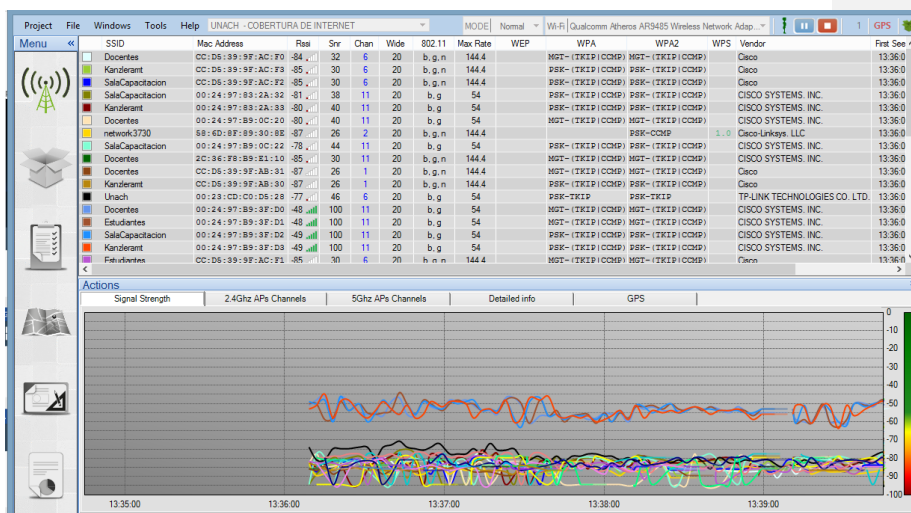 Project File Windows Tools Help UNACH - COBERTURA DE INTERNET MODE Normal Wi-Fi Qualcomm Atheros AR9485 Wireless Network Adap... 1 GPS
Menu «
SSID Mac Address Rssi Snr Chan Wide 802.11 Max Rate WEP WPA WPA2 WPS Vendor First See
Docentes CC:D5:39:9F:AC:F0 -84 32 6 20 b, g, n 144.4 MGT-(TKIP|CCMP) MGT-(TKIP|CCMP) Cisco 13:36:0
Kanzleramt CC:D5:39:9F:AC:F3 -85 30 6 20 b, g, n 144.4 PSK-(TKIP|CCMP) PSK-(TKIP|CCMP) Cisco 13:36:0
SalaCapacitacion CC:D5:39:9F:AC:F2 -85 30 6 20 b, g, n 144.4 PSK-(TKIP|CCMP) PSK-(TKIP|CCMP) Cisco 13:36:0
SalaCapacitacion 00:24:97:83:2A:32 -81 38 11 20 b, g 54 PSK-(TKIP|CCMP) PSK-(TKIP|CCMP) CISCO SYSTEMS. INC. 13:36:0
Kanzleramt 00:24:97:83:2A:33 -80 40 11 20 b, g 54 PSK-(TKIP|CCMP) PSK-(TKIP|CCMP) CISCO SYSTEMS. INC. 13:36:0
Docentes 00:24:97:B9:0C:20 -80 40 11 20 b, g 54 MGT-(TKIP|CCMP) MGT-(TKIP|CCMP) CISCO SYSTEMS. INC. 13:36:0
network3730 58:6D:8F:89:30:8E -87 26 2 20 b, g, n 144.4 PSK-CCMP 1.0 Cisco-Linksys. LLC 13:36:0
SalaCapacitacion 00:24:97:B9:0C:22 -78 44 11 20 b, g 54 PSK-(TKIP|CCMP) PSK-(TKIP|CCMP) CISCO SYSTEMS. INC. 13:36:0
Docentes 2C:36:F8:B9:E1:10 -85 30 11 20 b, g, n 144.4 MGT-(TKIP|CCMP) MGT-(TKIP|CCMP) CISCO SYSTEMS. INC. 13:36:0
Docentes CC:D5:39:9F:AB:31 -87 26 1 20 b, g, n 144.4 MGT-(TKIP|CCMP) MGT-(TKIP|CCMP) Cisco 13:36:0
Kanzleramt CC:D5:39:9F:AB:30 -87 26 1 20 b, g, n 144.4 PSK-(TKIP|CCMP) PSK-(TKIP|CCMP) Cisco 13:36:0
Unach 00:23:CD:C0:D5:28 -77 46 6 20 b, g 54 PSK-TKIP PSK-TKIP TP-LINK TECHNOLOGIES CO. LTD. 13:36:0
Docentes 00:24:97:B9:3F:D0 -48 100 11 20 b, g 54 MGT-(TKIP|CCMP) MGT-(TKIP|CCMP) CISCO SYSTEMS. INC. 13:36:0
Estudiantes 00:24:97:B9:3F:D1 -48 100 11 20 b, g 54 MGT-(TKIP|CCMP) MGT-(TKIP|CCMP) CISCO SYSTEMS. INC. 13:36:0
SalaCapacitacion 00:24:97:B9:3F:D2 -49 100 11 20 b, g 54 PSK-(TKIP|CCMP) PSK-(TKIP|CCMP) CISCO SYSTEMS. INC. 13:36:0
Kanzleramt 00:24:97:B9:3F:D3 -49 100 11 20 b, g 54 PSK-(TKIP|CCMP) PSK-(TKIP|CCMP) CISCO SYSTEMS. INC. 13:36:0
Estudiantes CC:D5:39:9F:AC:F1 -85 30 6 20 b, g, n 144.4 MGT-(TKIP|CCMP) MGT-(TKIP|CCMP) Cisco 13:36:0
Actions
Signal Strength 2.4Ghz APs Channels 5Ghz APs Channels Detailed info GPS
0
-10
-20
-30
-40
-50
-60
-70
-80
-90
-100
13:35:00 13:36:00 13:37:00 13:38:00 13:39:00